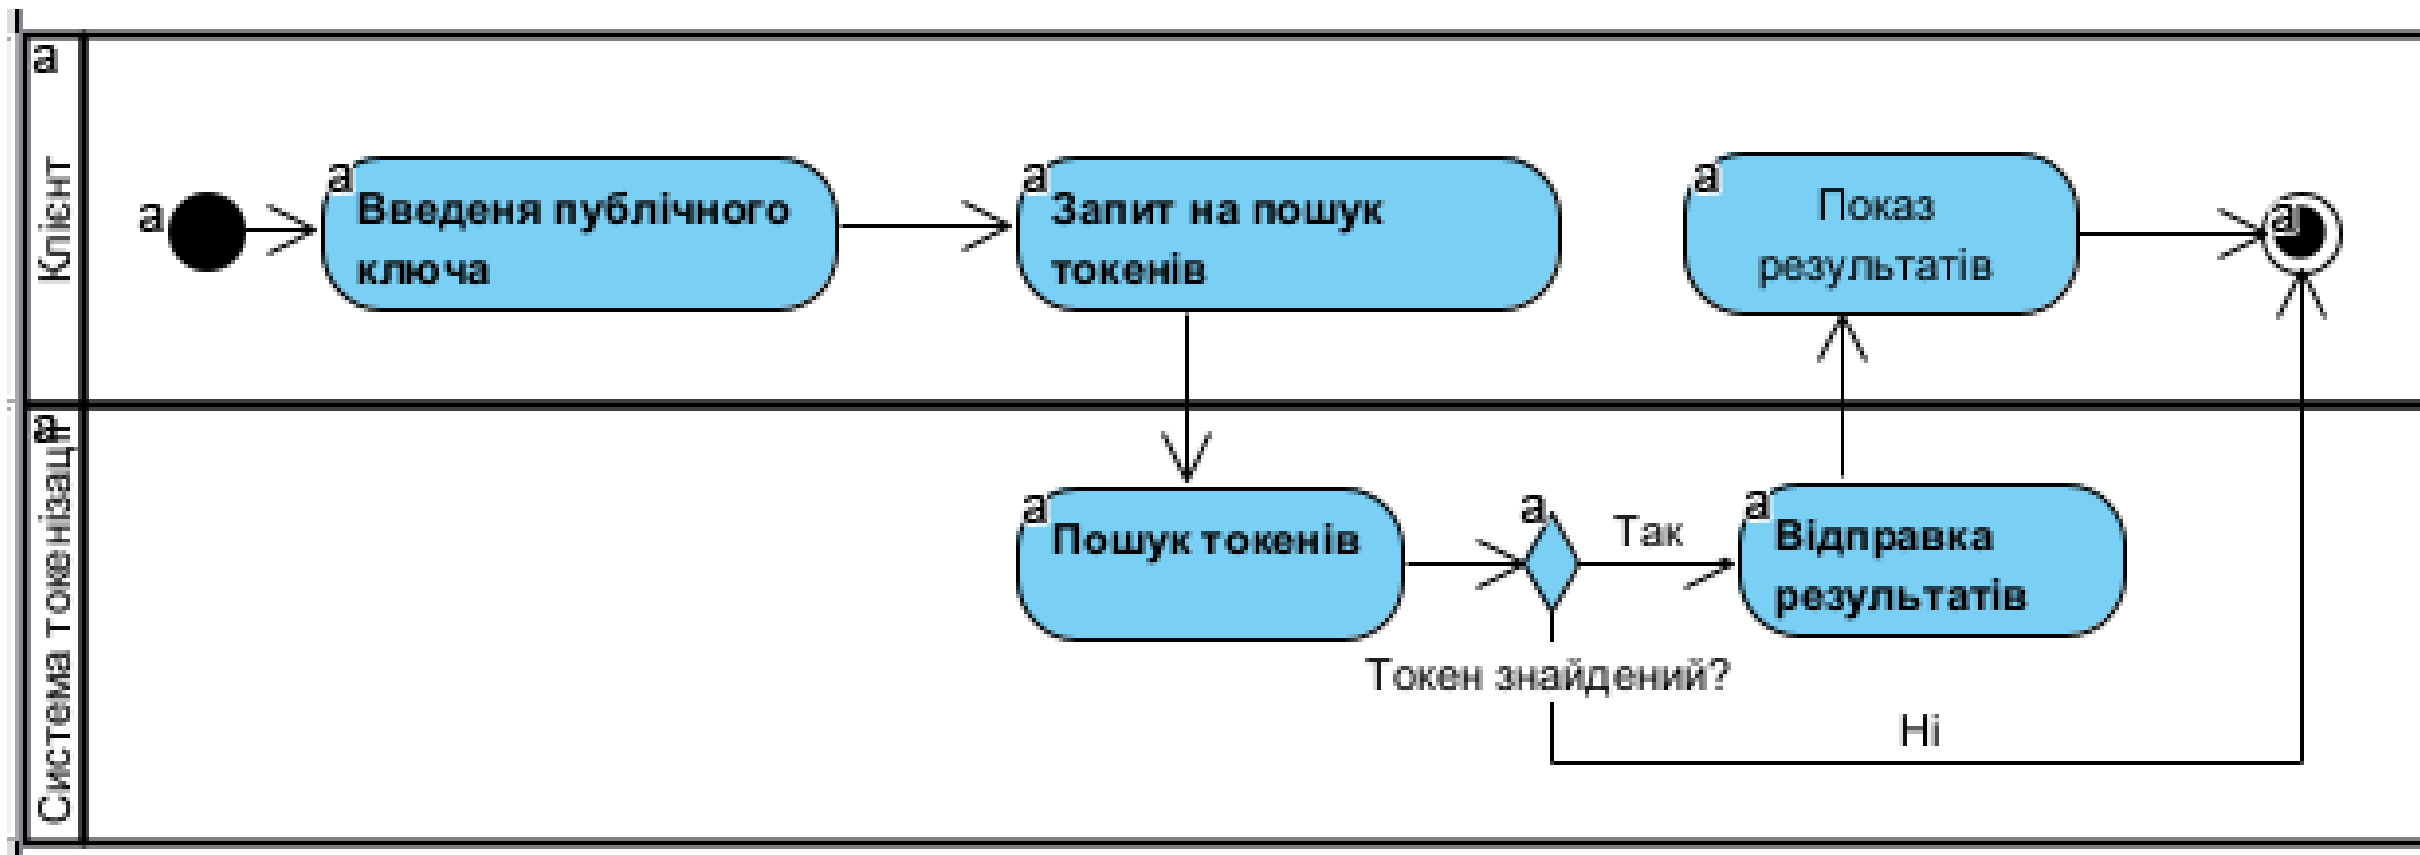 Клієнт
a
a
a
Введеня публічного
ключа
a
Запит на пошук
токенів
a
Показ
результатів
a
Система токенізації
a
a
Пошук токенів
a
Так
a
Відправка
результатів
Токен знайдений?
Ні